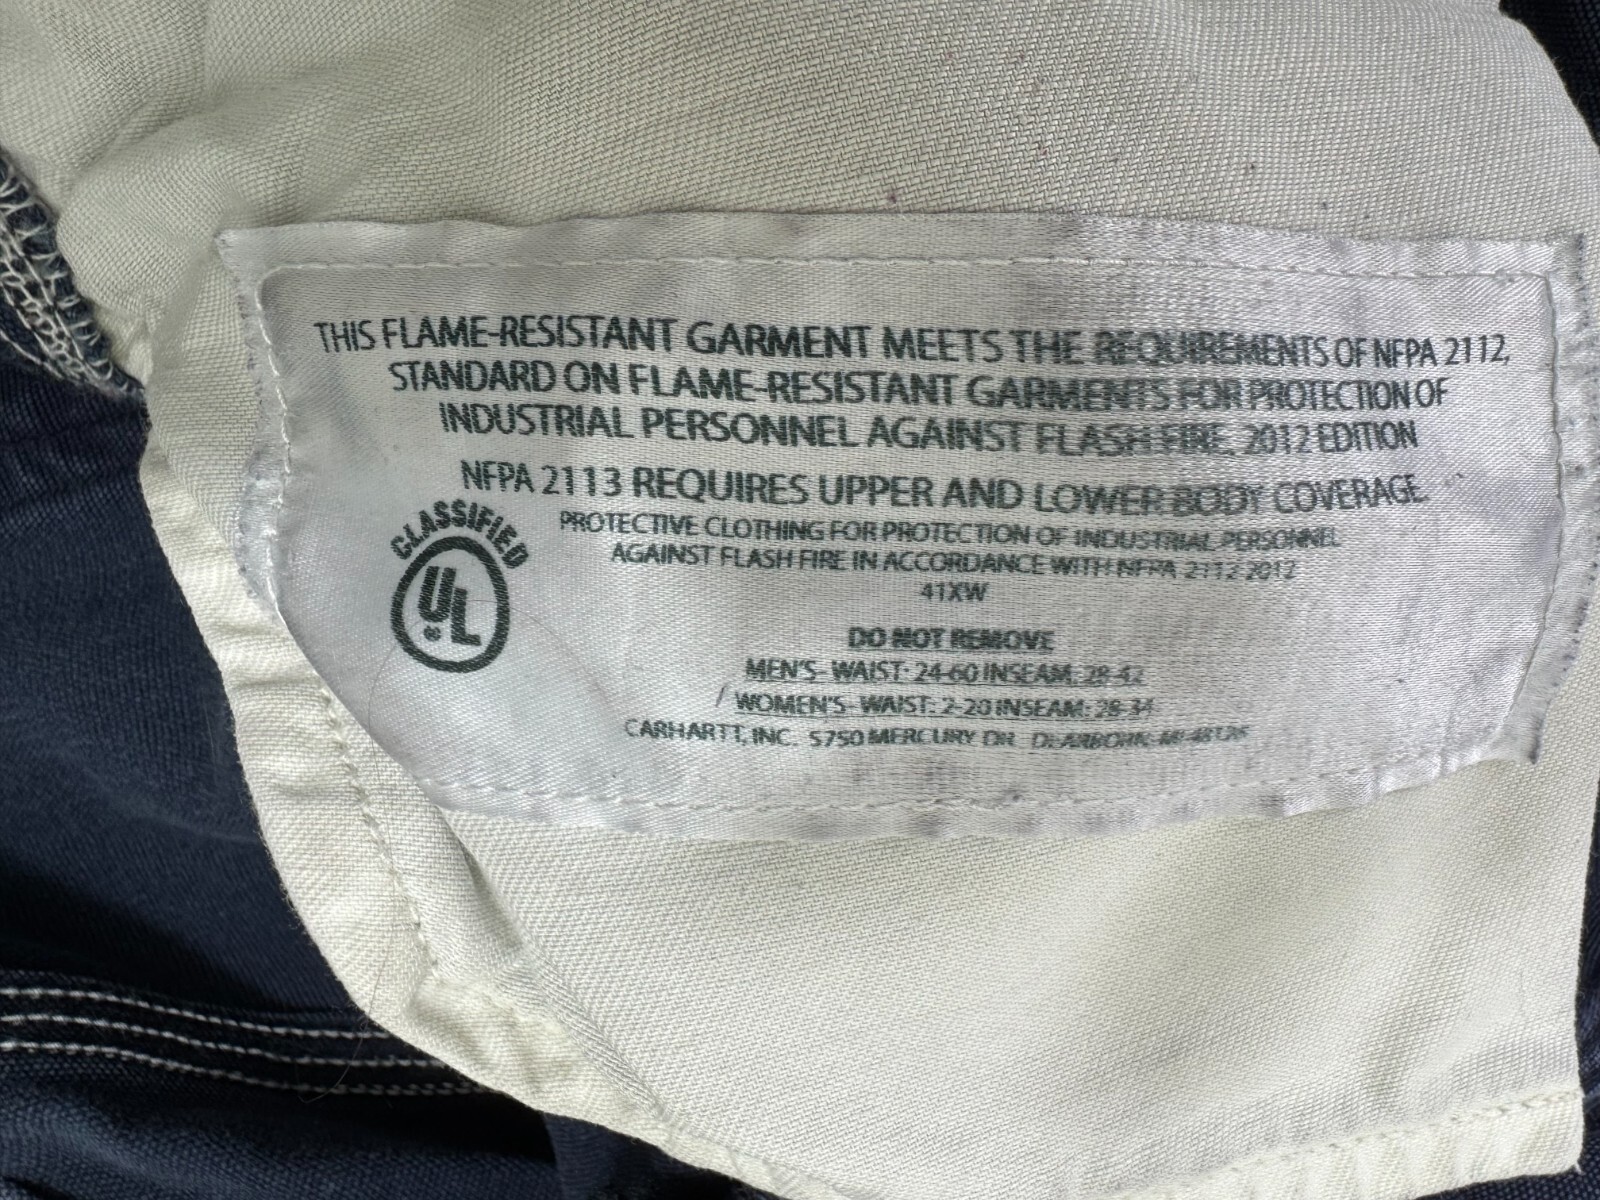 THIS FLAME-RESISTANT GARMENT MEETS THE REQUIREMENTS OF NFPA 2112,
STANDARD ON FLAME-RESISTANT GARMENTS FOR PROTECTION OF
INDUSTRIAL PERSONNEL AGAINST FLASH FIRE, 2012 EDITION
NFPA 2113 REQUIRES UPPER AND LOWER BODY COVERAGE.
CLASSIFIED
UL
PROTECTIVE CLOTHING FOR PROTECTION OF INDUSTRIAL PERSONNEL
AGAINST FLASH FIRE IN ACCORDANCE WITH NFPA 2112 2012
41XW
DO NOT REMOVE
MEN'S- WAIST: 24-60 INSEAM: 28-42
WOMEN'S- WAIST: 2-20 INSEAM: 28-34
CARHARTT, INC. 5750 MERCURY DR DEARBORN MI 48126